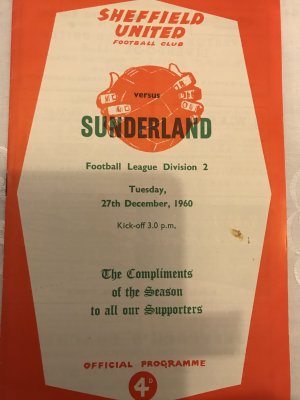 SHEFFIELD
UNITED
FOOTBALL CLUB
versus
SUNDERLAND
Football League Division 2
Tuesday,
27th December, 1960
Kick-off 3.0 p.m.
The Compliments
of the Season
to all our Supporters
OFFICIAL PROGRAMME
4D